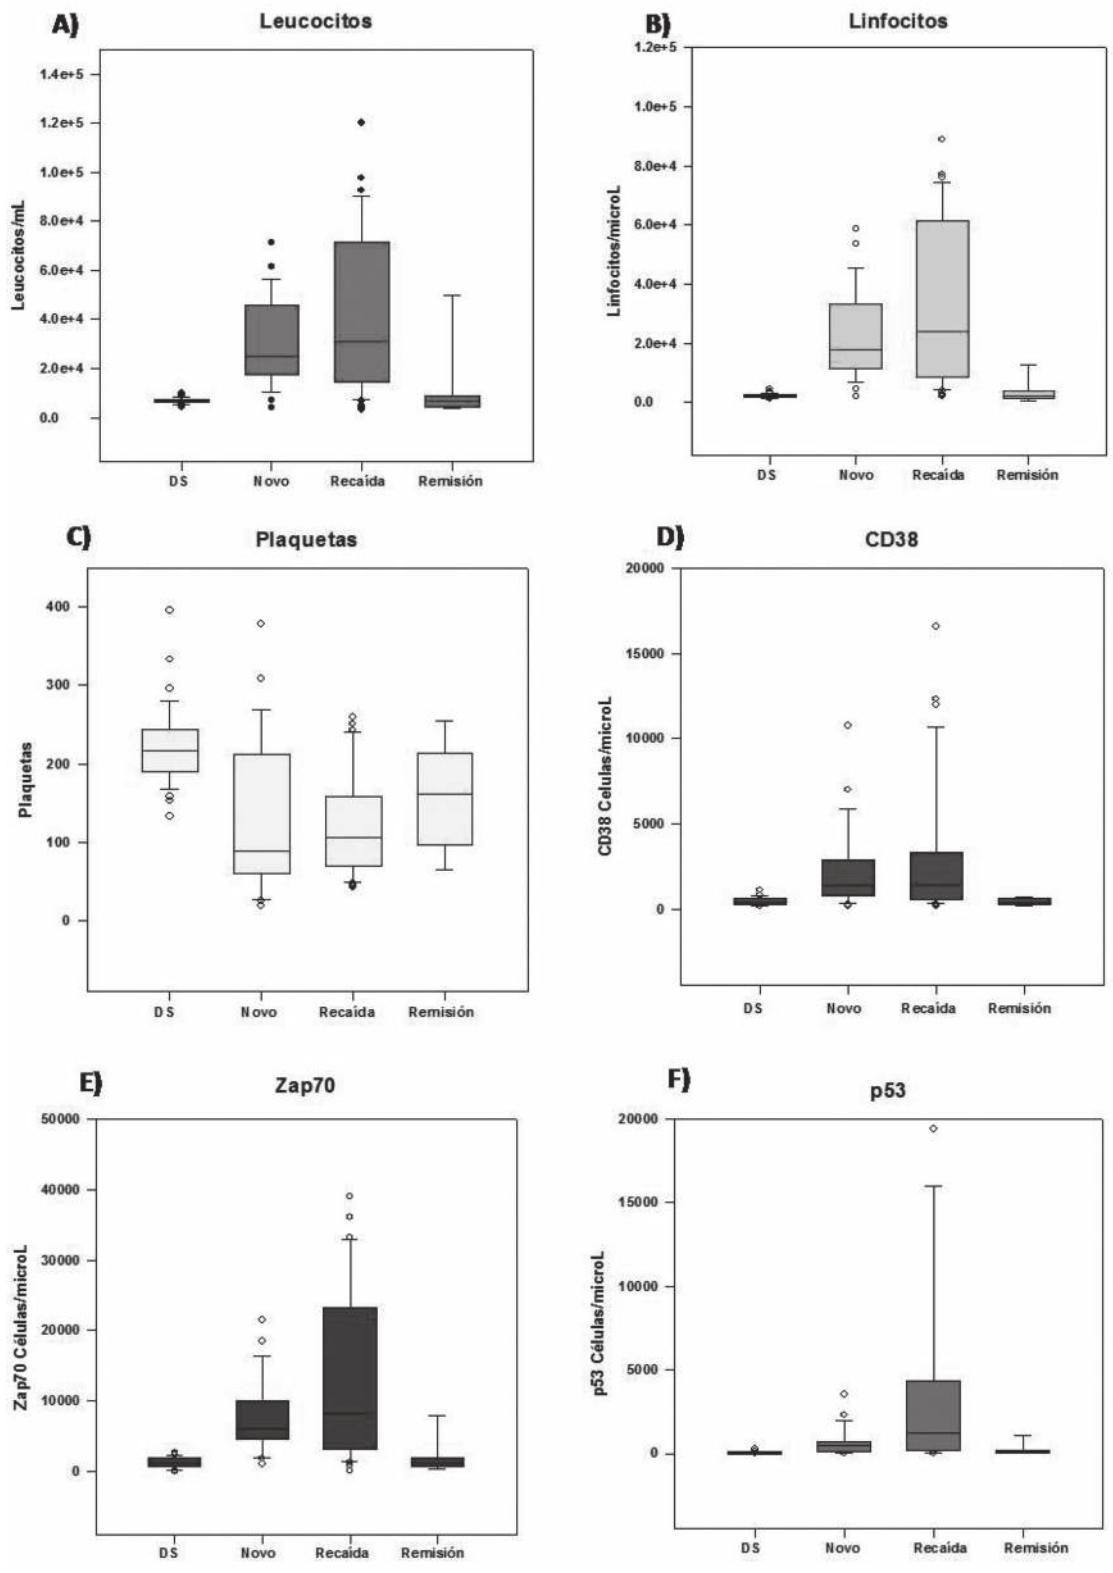 A)
Leucocitos
1.4e+5
1.2e+5
1.0e+5
8.0e+4
6.0e+4
4.0e+4
2.0e+4
0.0
Leucocitos/mL
DS Novo Recaída Remisión
B)
Linfocitos
1.2e+5
1.0e+5
8.0e+4
6.0e+4
4.0e+4
2.0e+4
0.0
Linfocitos/microL
DS Novo Recaída Remisión
C)
Plaquetas
400
300
200
100
0
Plaquetas
DS Novo Recaída Remisión
D)
CD38
20000
15000
10000
5000
0
CD38 Celulas/microL
DS Novo Recaída Remisión
E)
Zap70
50000
40000
30000
20000
10000
0
Zap70 Células/microL
DS Novo Recaída Remisión
F)
p53
20000
15000
10000
5000
0
p53 Células/microL
DS Novo Recaída Remisión